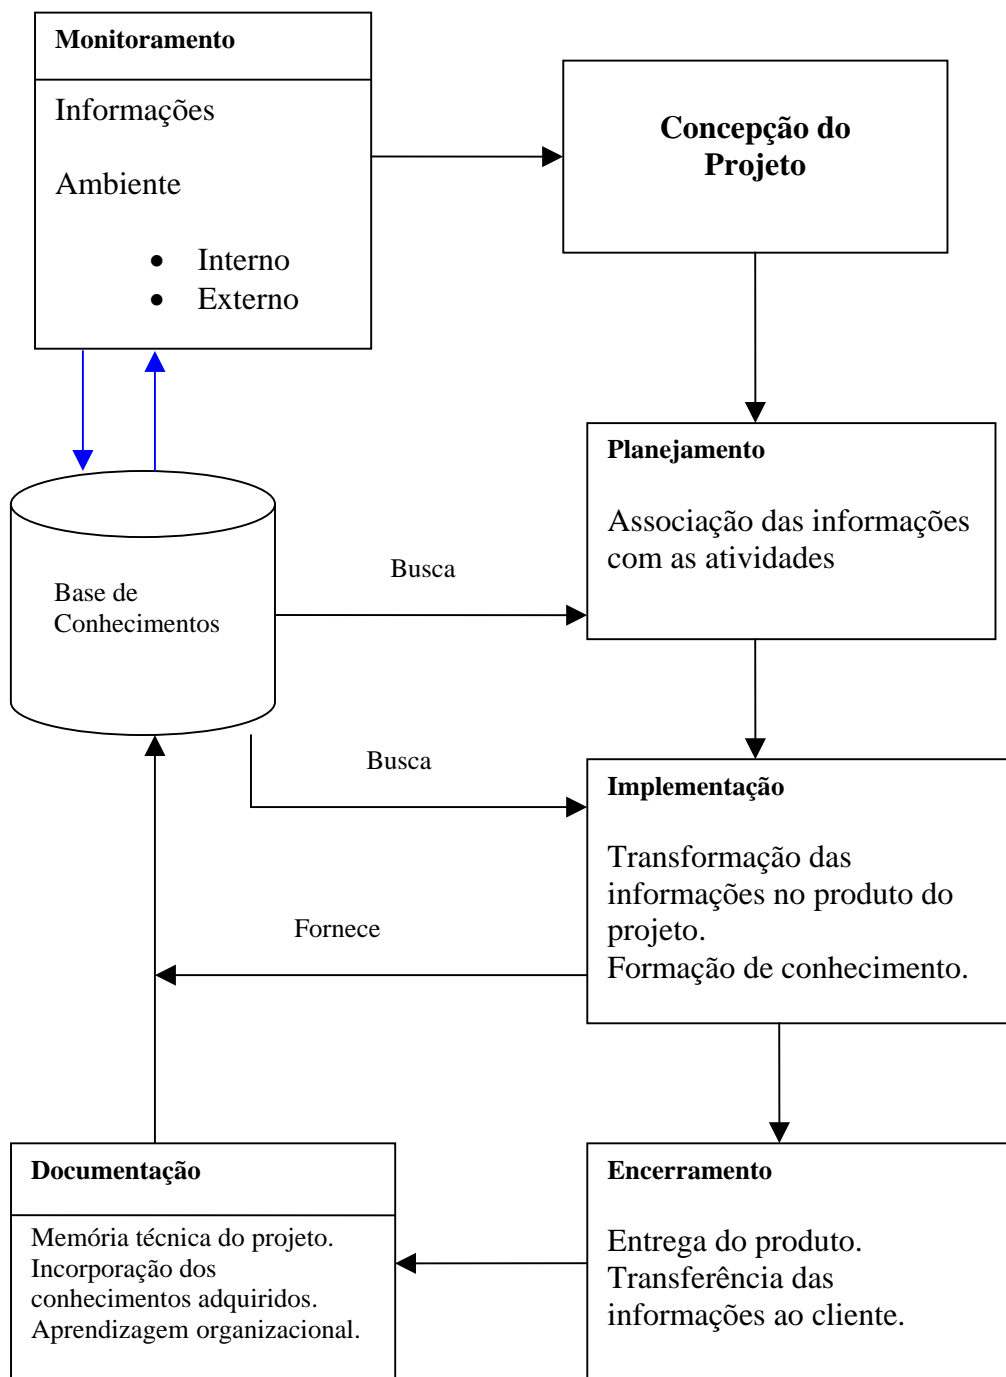 Monitoramento
Informações
Ambiente
• Interno
• Externo
Concepção do
Projeto
Planejamento
Associação das informações
com as atividades
Busca
Base de
Conhecimentos
Busca
Implementação
Transformação das
informações no produto do
projeto.
Formação de conhecimento.
Fornece
Documentação
Memória técnica do projeto.
Incorporação dos
conhecimentos adquiridos.
Aprendizagem organizacional.
Encerramento
Entrega do produto.
Transferência das
informações ao cliente.